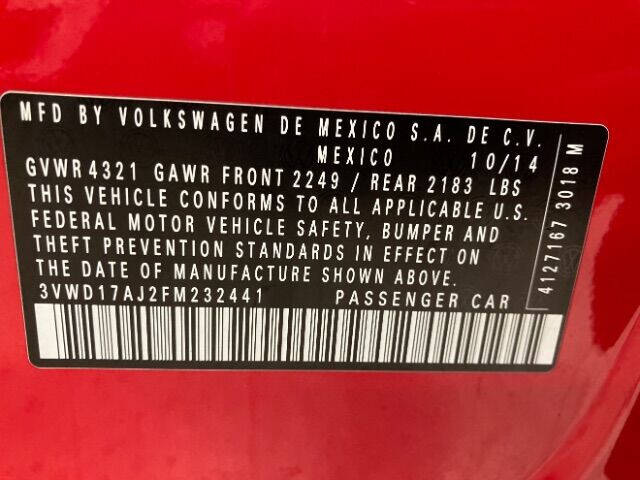 MFD BY VOLKSWAGEN DE MEXICO S.A. DE C.V.
MEXICO 10/14
GVWR 4321 GAWR FRONT 2249 / REAR 2183 LBS
THIS VEHICLE CONFORMS TO ALL APPLICABLE U.S.
FEDERAL MOTOR VEHICLE SAFETY, BUMPER AND
THEFT PREVENTION STANDARDS IN EFFECT ON
THE DATE OF MANUFACTURE SHOWN ABOVE.
3VWD17AJ2FM232441 PASSENGER CAR
4127167 3018 M